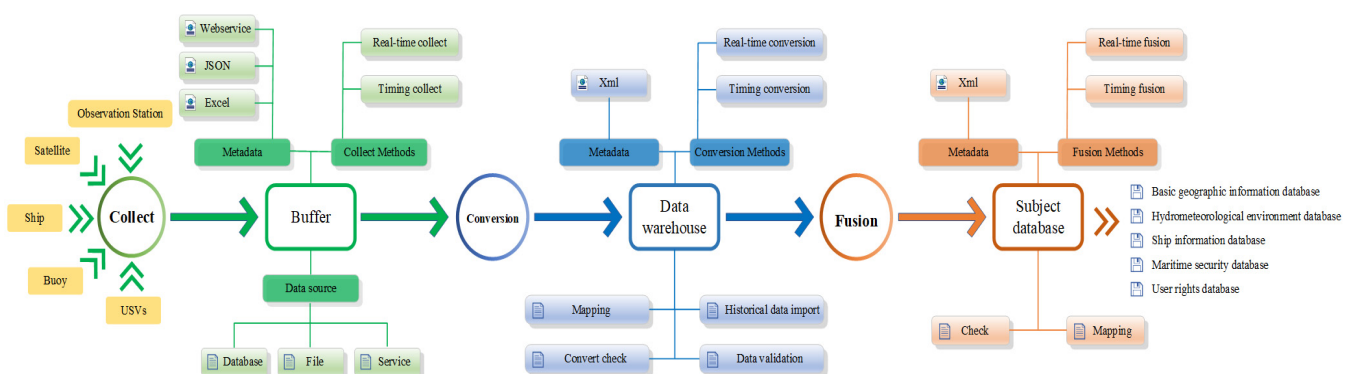 Webservice
JSON
Excel
Real-time collect
Timing collect
Metadata
Collect Methods
Observation Station
Satellite
Ship
Buoy
USVs
Collect
Buffer
Data source
Database
File
Service
Conversion
Xml
Real-time conversion
Timing conversion
Metadata
Conversion Methods
Data
warehouse
Mapping
Historical data import
Convert check
Data validation
Fusion
Xml
Real-time fusion
Timing fusion
Metadata
Fusion Methods
Subject
database
Check
Mapping
Basic geographic information database
Hydrometeorological environment database
Ship information database
Maritime security database
User rights database